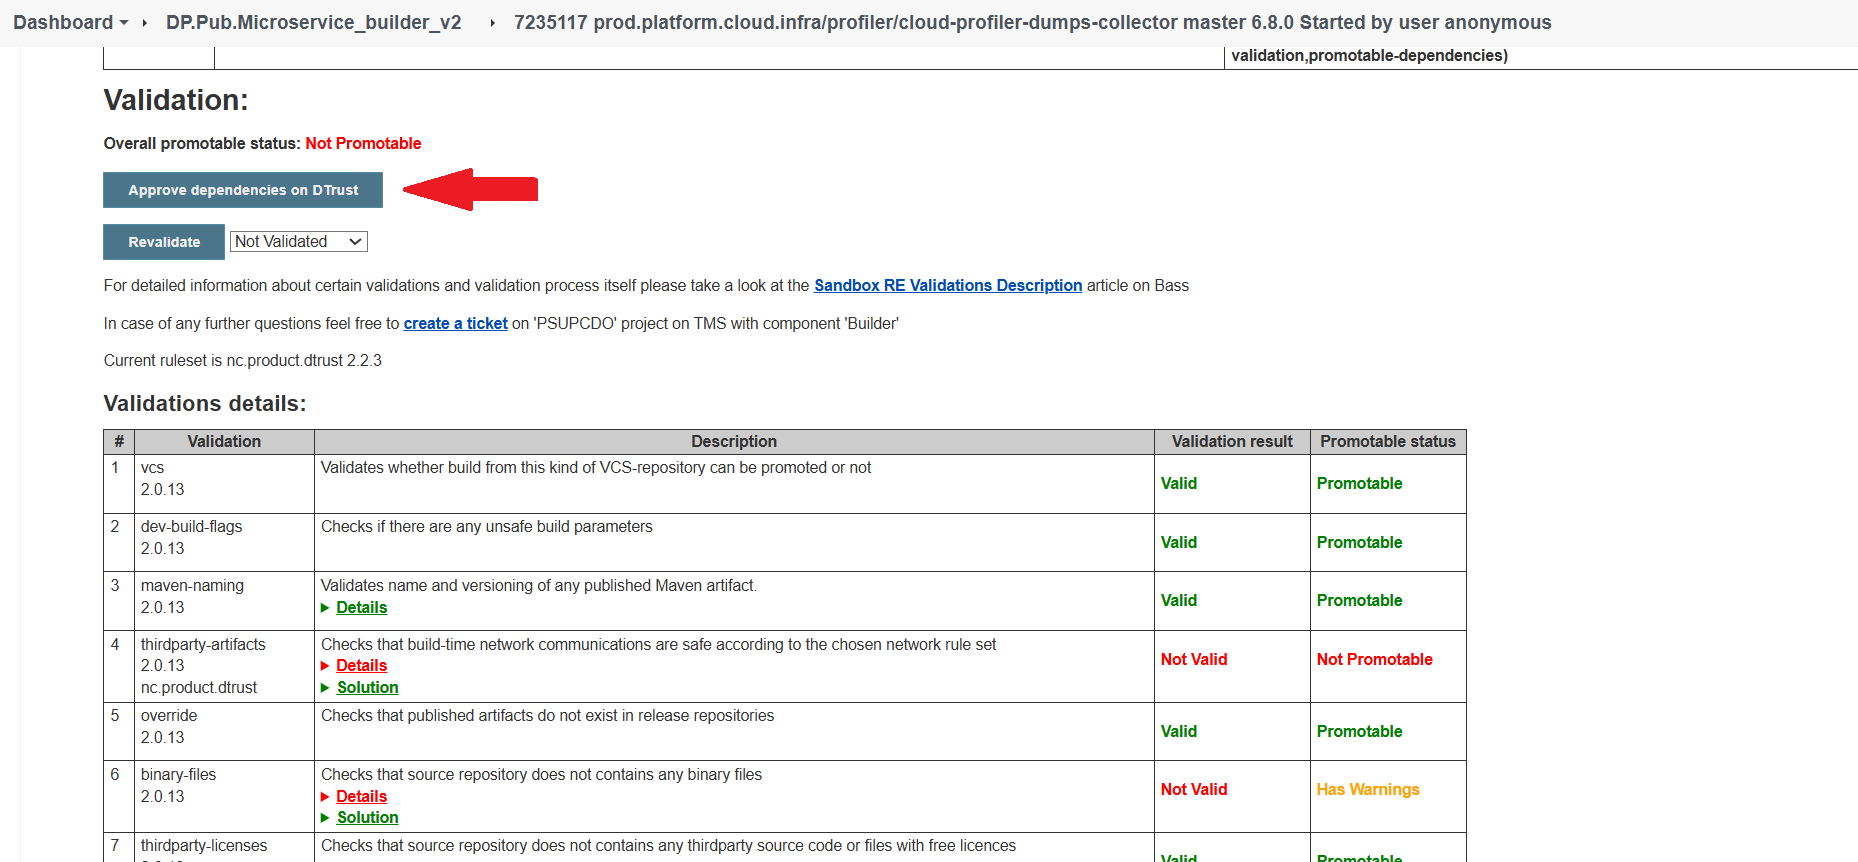 Dashboard DP.Pub.Microservice_builder_v2 7235117 prod.platform.cloud.infra/profiler/cloud-profiler-dumps-collector master 6.8.0 Started by user anonymous
validation,promotable-dependencies)
Validation:
Overall promotable status: Not Promotable
Approve dependencies on DTrust
Revalidate Not Validated
For detailed information about certain validations and validation process itself please take a look at the Sandbox RE Validations Description article on Bass
In case of any further questions feel free to create a ticket on 'PSUPCDO' project on TMS with component 'Builder'
Current ruleset is nc.product.dtrust 2.2.3
Validations details:
# Validation Description Validation result Promotable status
1 vcs Validates whether build from this kind of VCS-repository can be promoted or not
2.0.13
Valid Promotable
2 dev-build-flags Checks if there are any unsafe build parameters
2.0.13
Valid Promotable
3 maven-naming Validates name and versioning of any published Maven artifact.
2.0.13 Details
Valid Promotable
4 thirdparty-artifacts Checks that build-time network communications are safe according to the chosen network rule set
2.0.13 Details
Not Valid Not Promotable
nc.product.dtrust Solution
5 override Checks that published artifacts do not exist in release repositories
2.0.13
Valid Promotable
6 binary-files Checks that source repository does not contains any binary files
2.0.13 Details
Not Valid Has Warnings
Solution
7 thirdparty-licenses Checks that source repository does not contains any thirdparty source code or files with free licences
Valid Promotable